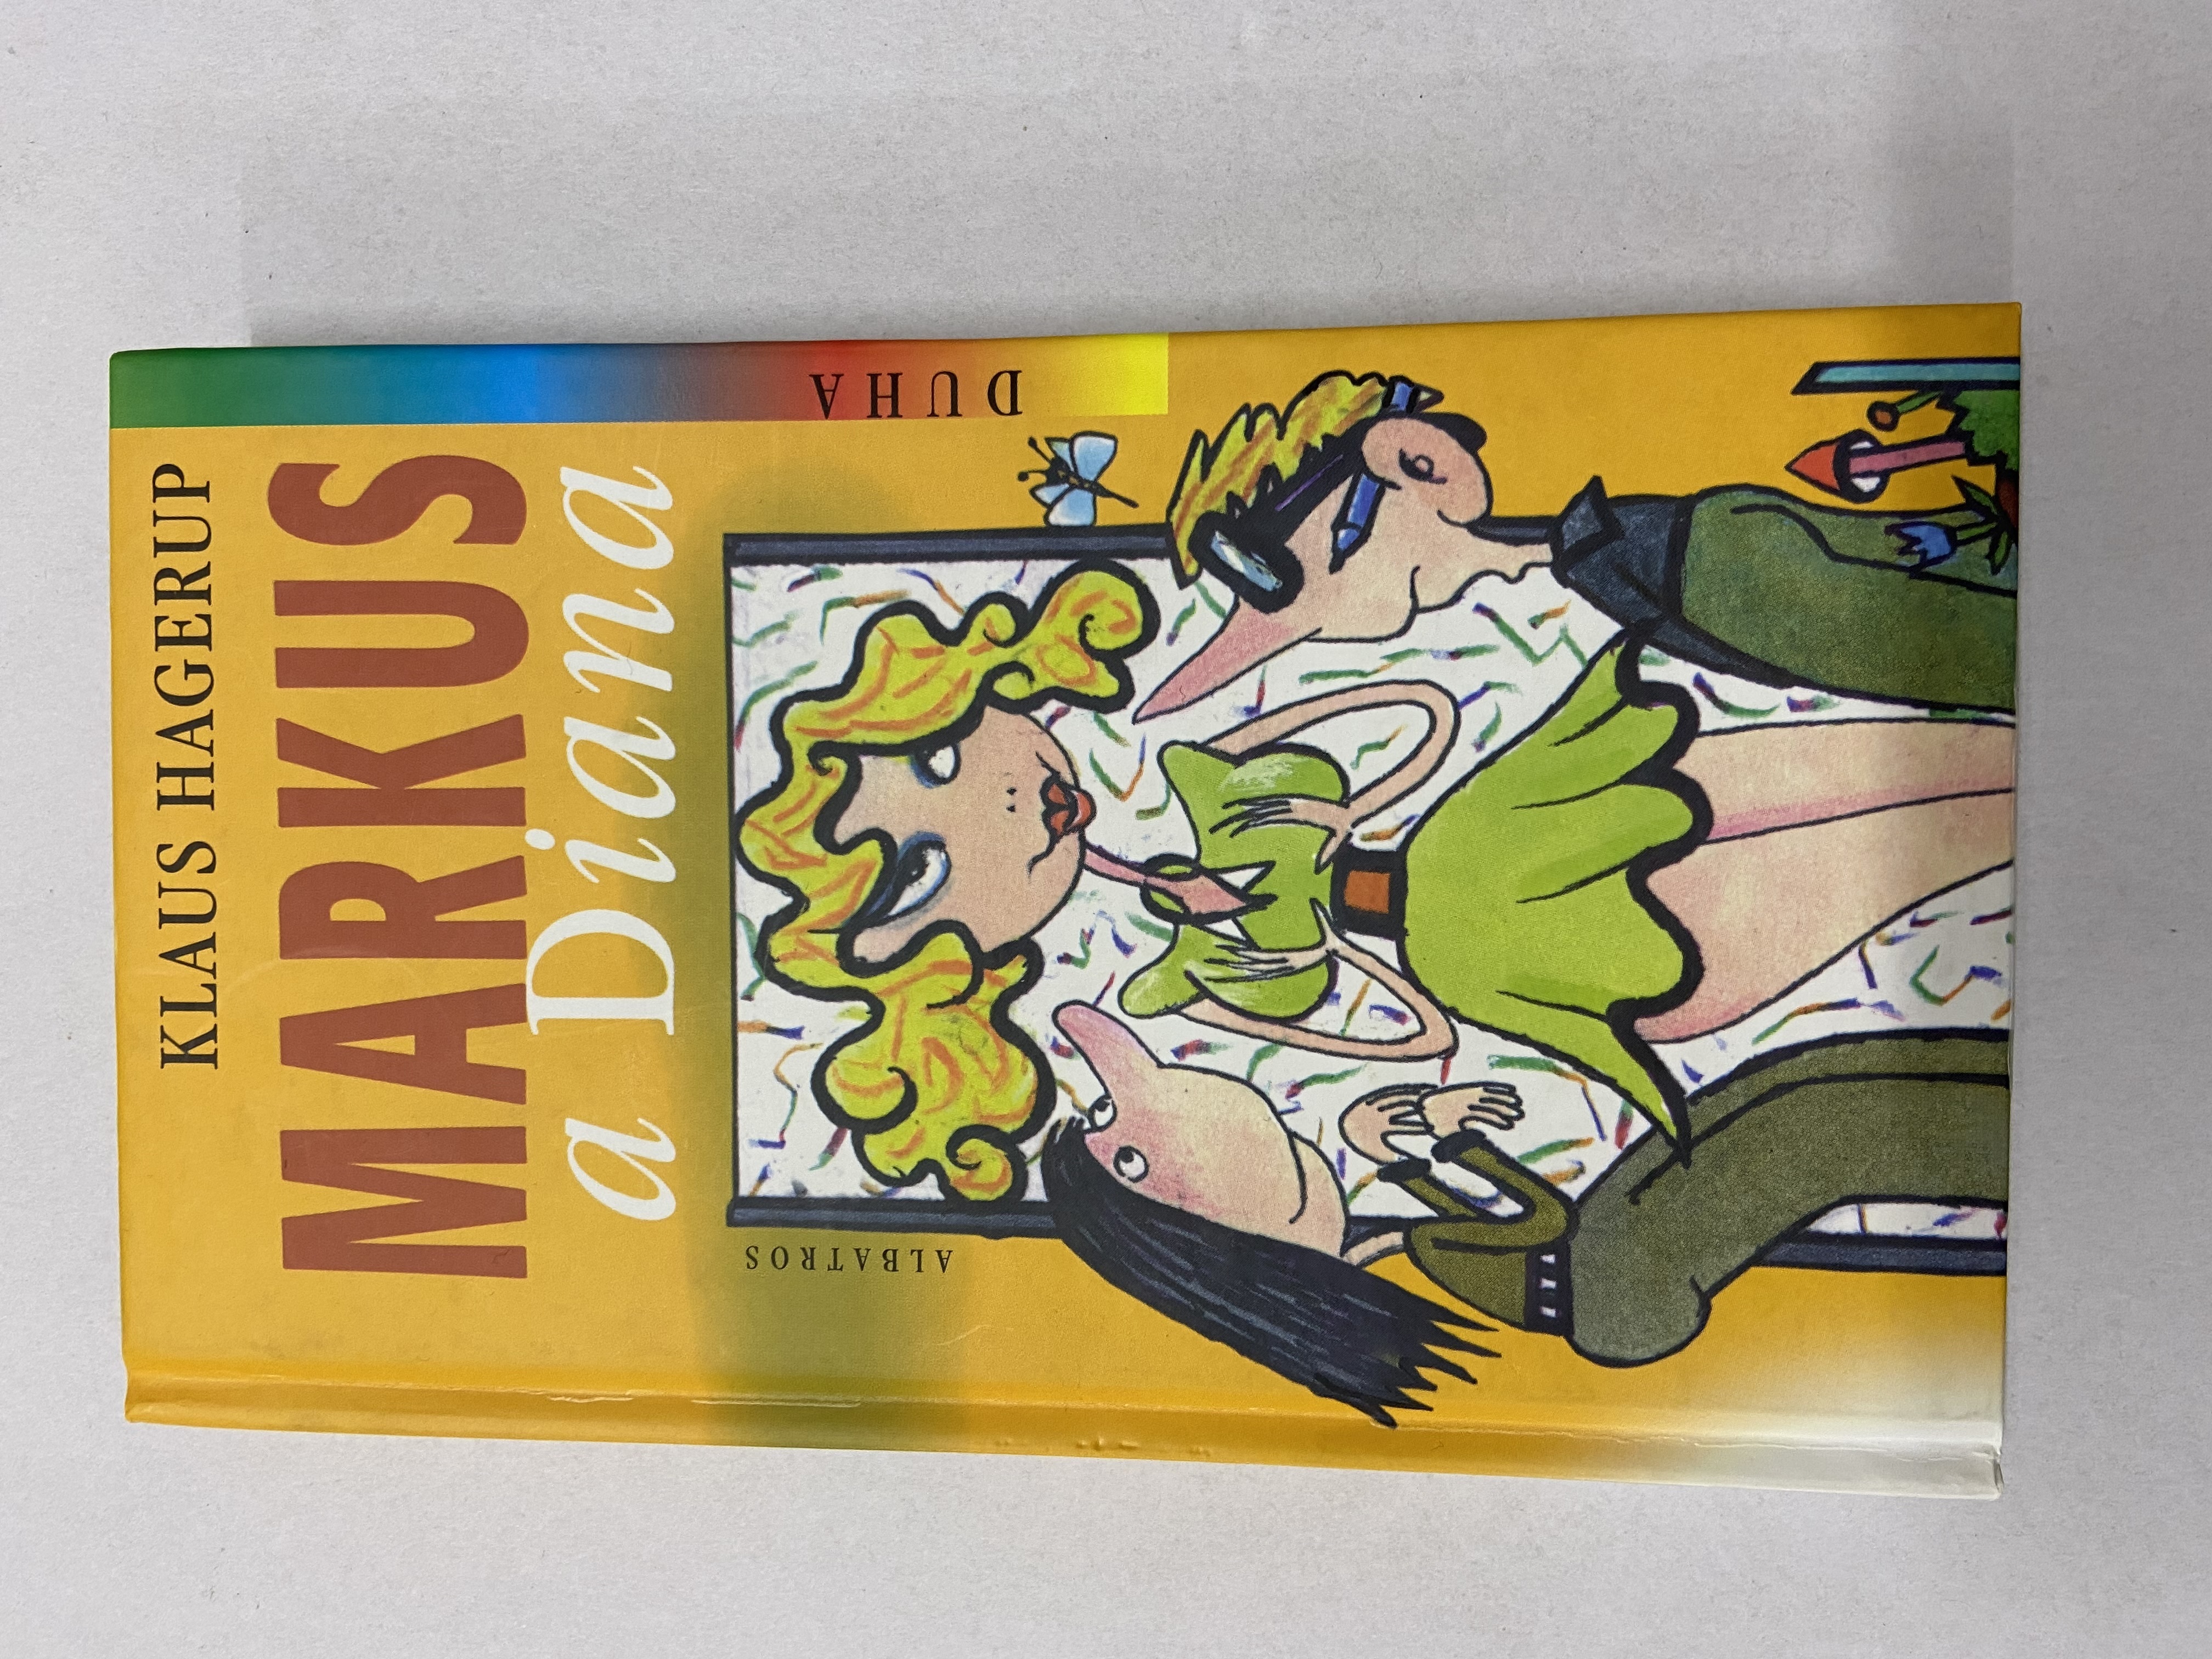 KLAUS HAGERUP
MARKUS
a Diana
DUHA
ALBATROS